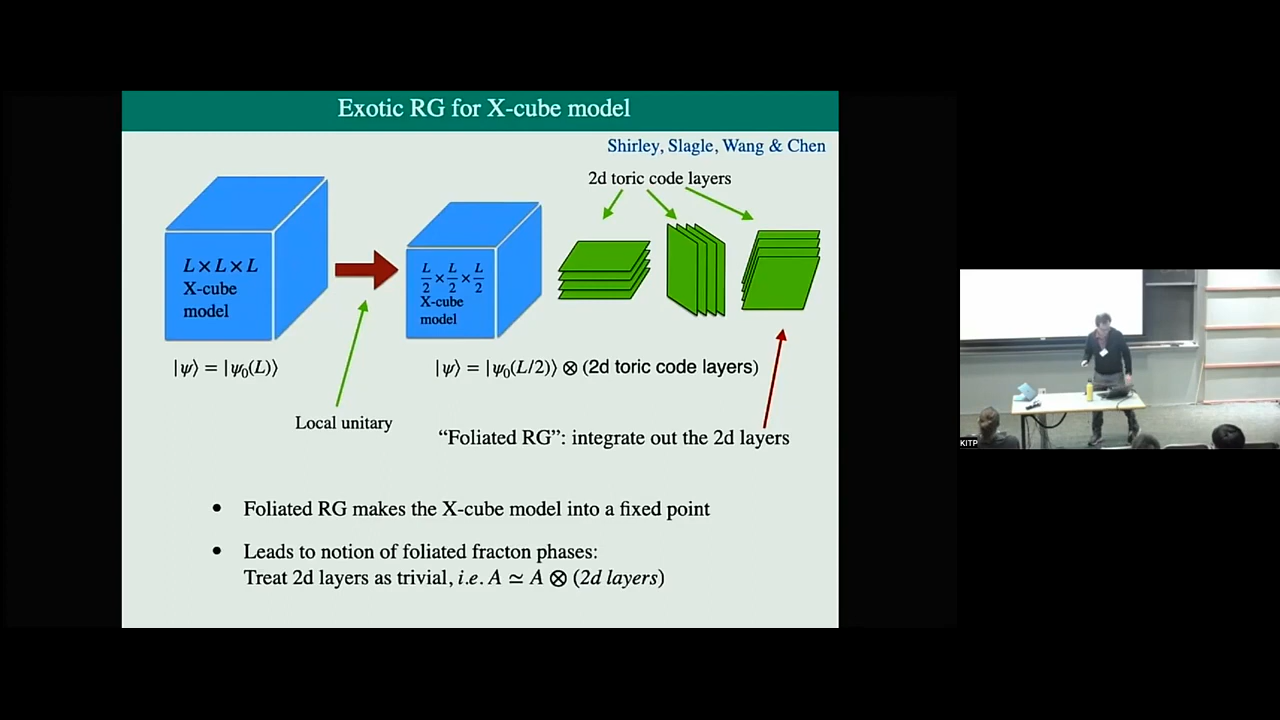 Exotic RG for X-cube model
Shirley, Slagle, Wang & Chen
2d toric code layers
L × L × L
X-cube
model
L/2 × L/2 × L/2
X-cube
model
|ψ⟩ = |ψ₀(L)⟩
|ψ⟩ = |ψ₀(L/2)⟩ ⊗ (2d toric code layers)
Local unitary
“Foliated RG”: integrate out the 2d layers
• Foliated RG makes the X-cube model into a fixed point
• Leads to notion of foliated fracton phases:
Treat 2d layers as trivial, i.e. A ≃ A ⊗ (2d layers)
KITP